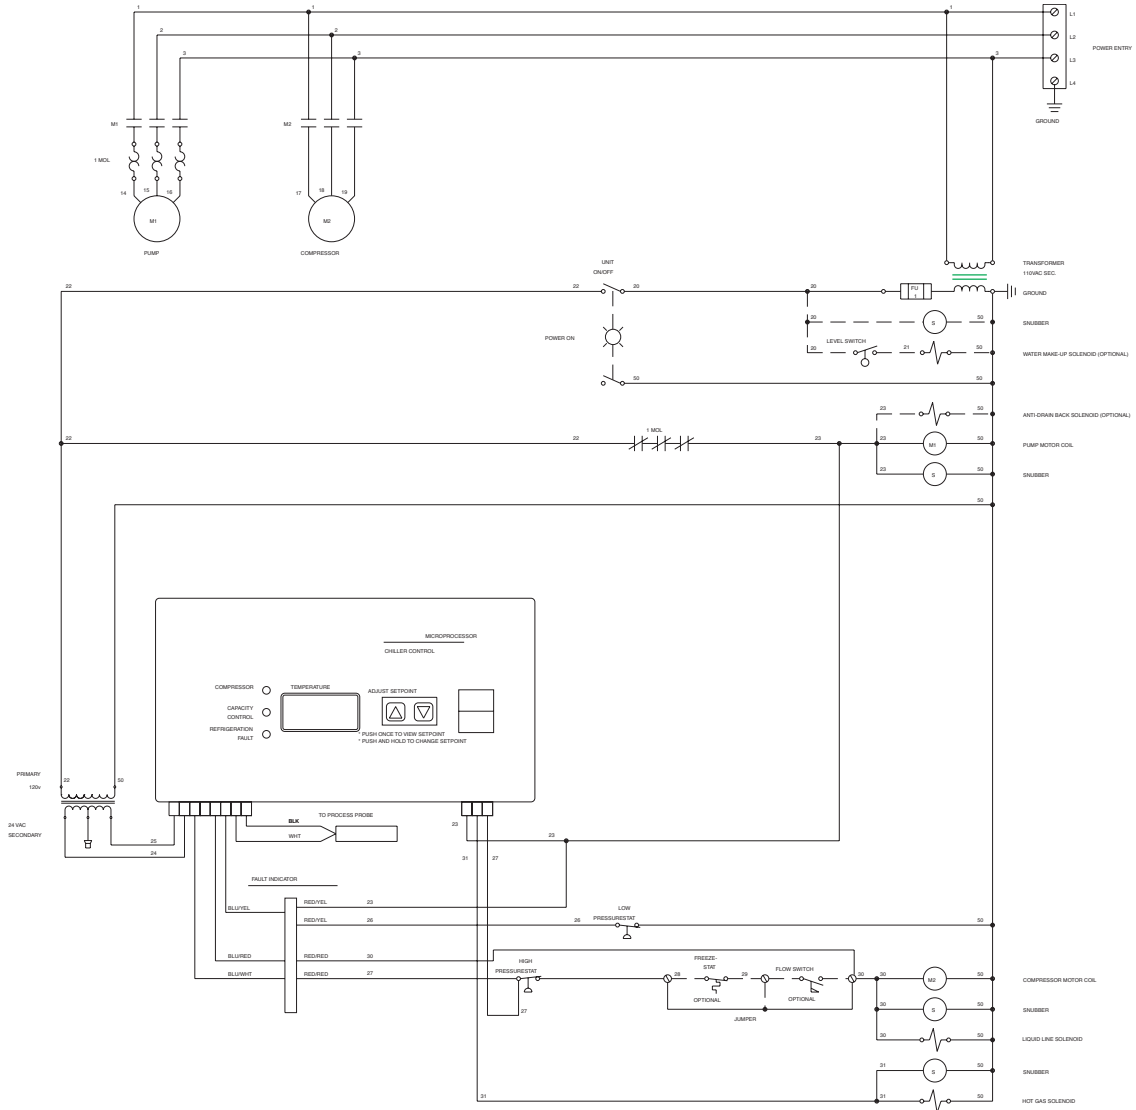 1 1 1
L1
2 2
L2
POWER ENTRY
3 3 3
L3
L4
GROUND
M1 M2
1 MOL
14 15 16 17 18 19
M1 M2
PUMP COMPRESSOR
UNIT
ON/OFF
TRANSFORMER
110VAC SEC.
22 22 20 20
FU
1
GROUND
20 S 50 SNUBBER
POWER ON
LEVEL SWITCH
20 21 50 WATER MAKE-UP SOLENOID (OPTIONAL)
50 50
23 50 ANTI-DRAIN BACK SOLENOID (OPTIONAL)
1 MOL
22 22 23 23 M1 50 PUMP MOTOR COIL
23 S 50 SNUBBER
50
MICROPROCESSOR
CHILLER CONTROL
COMPRESSOR TEMPERATURE ADJUST SETPOINT
CAPACITY
CONTROL
REFRIGERATION
FAULT
* PUSH ONCE TO VIEW SETPOINT
* PUSH AND HOLD TO CHANGE SETPOINT
PRIMARY
120v
22 50
24 VAC
SECONDARY
25
24
BLK TO PROCESS PROBE
WHT
23 23
31 27
FAULT INDICATOR
BLU/YEL RED/YEL 23
RED/YEL 26 26
LOW
PRESSURESTAT
50
BLU/RED RED/RED 30
BLU/WHT RED/RED 27
HIGH
PRESSURESTAT
27
28
FREEZE-
STAT
OPTIONAL
29
FLOW SWITCH
OPTIONAL
30
JUMPER
30 M2 50 COMPRESSOR MOTOR COIL
30 S 50 SNUBBER
30 50 LIQUID LINE SOLENOID
31 S 50 SNUBBER
31 31 50 HOT GAS SOLENOID